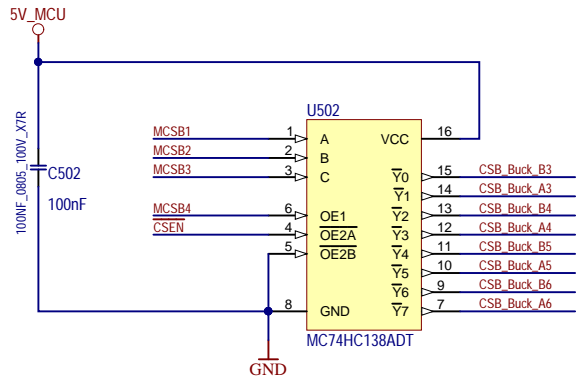 5V_MCU
100NF_0805_100V_X7R
C502
100nF
U502
MCSB1 1 A VCC 16
MCSB2 2 B
MCSB3 3 C Y0 15 CSB_Buck_B3
Y1 14 CSB_Buck_A3
MCSB4 6 OE1 Y2 13 CSB_Buck_B4
CSEN 4 OE2A Y3 12 CSB_Buck_A4
5 OE2B Y4 11 CSB_Buck_B5
Y5 10 CSB_Buck_A5
Y6 9 CSB_Buck_B6
8 GND Y7 7 CSB_Buck_A6
MC74HC138ADT
GND